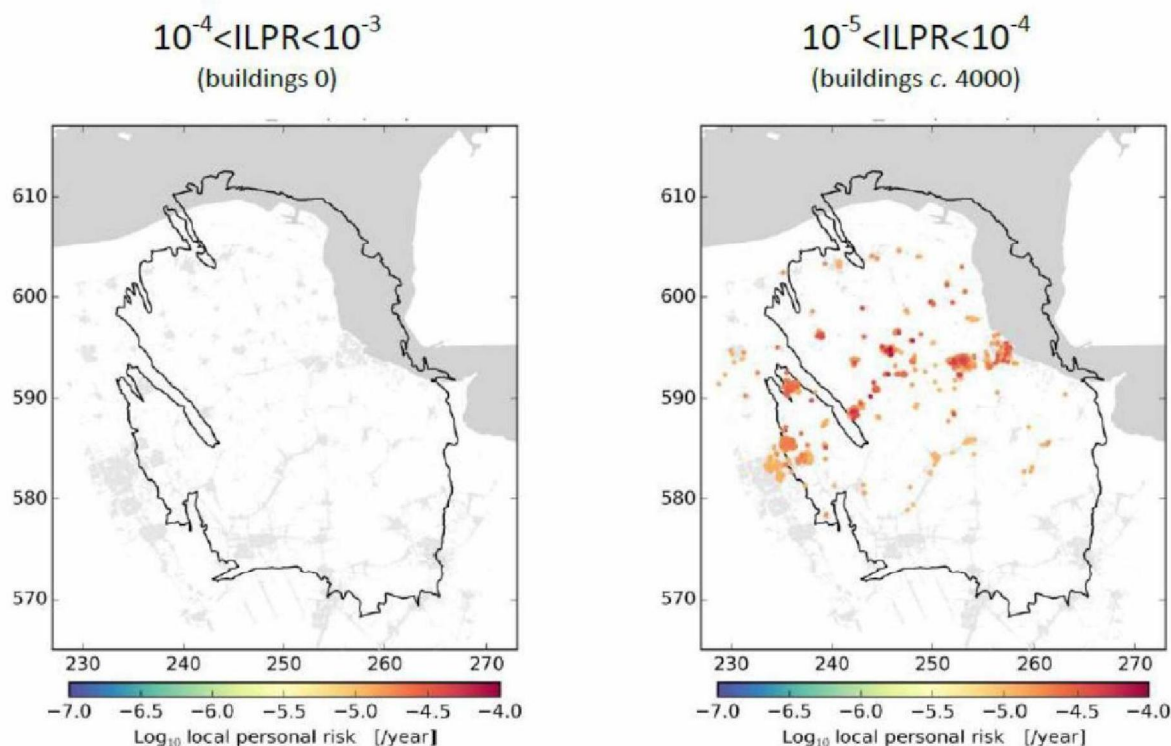 10⁻⁴<ILPR<10⁻³
(buildings 0)
610
600
590
580
570
230 240 250 260 270
−7.0 −6.5 −6.0 −5.5 −5.0 −4.5 −4.0
Log₁₀ local personal risk [/year]
10⁻⁵<ILPR<10⁻⁴
(buildings c. 4000)
610
600
590
580
570
230 240 250 260 270
−7.0 −6.5 −6.0 −5.5 −5.0 −4.5 −4.0
Log₁₀ local personal risk [/year]